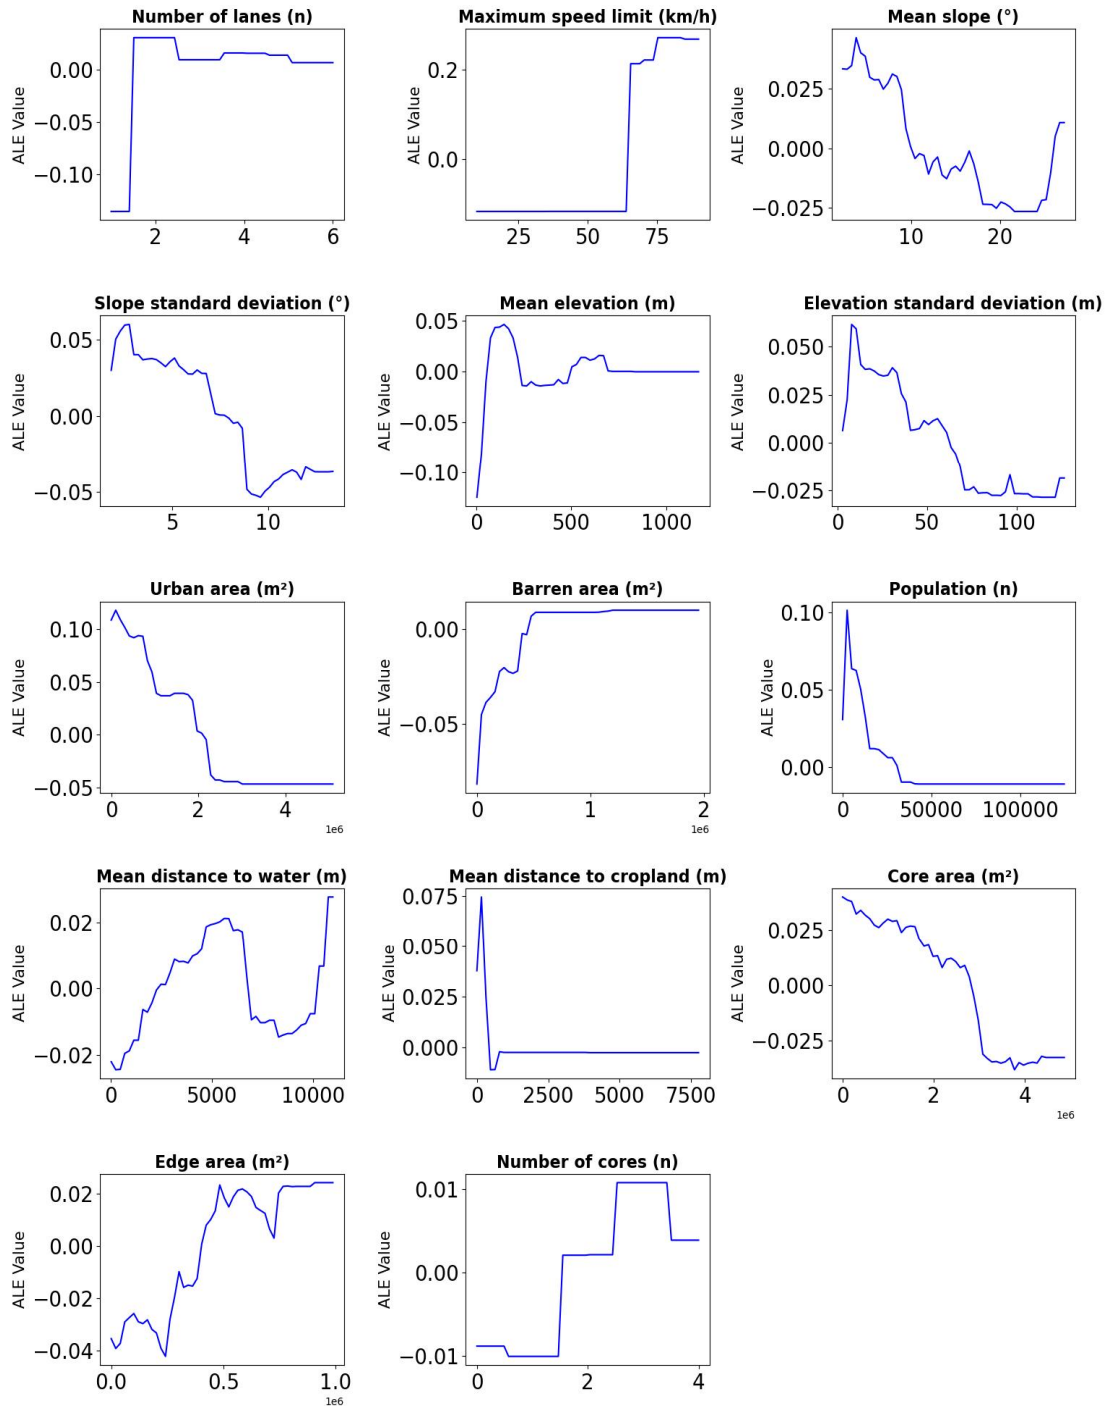 Number of lanes (n)
ALE Value
0.00
−0.05
−0.10
2
4
6
Maximum speed limit (km/h)
ALE Value
0.2
0.0
25
50
75
Mean slope (°)
ALE Value
0.025
0.000
−0.025
10
20
Slope standard deviation (°)
ALE Value
0.05
0.00
−0.05
5
10
Mean elevation (m)
ALE Value
0.05
0.00
−0.10
0
500
1000
Elevation standard deviation (m)
ALE Value
0.050
0.025
0.000
−0.025
0
50
100
Urban area (m²)
ALE Value
0.10
0.05
0.00
−0.05
0
2
4
1e6
Barren area (m²)
ALE Value
0.00
−0.05
0
1
2
1e6
Population (n)
ALE Value
0.10
0.05
0.00
0
50000
100000
Mean distance to water (m)
ALE Value
0.02
0.00
−0.02
0
5000
10000
Mean distance to cropland (m)
ALE Value
0.075
0.050
0.025
0.000
0
2500
5000
7500
Core area (m²)
ALE Value
0.025
0.000
−0.025
0
2
4
1e6
Edge area (m²)
ALE Value
0.02
0.00
−0.02
−0.04
0.0
0.5
1.0
1e6
Number of cores (n)
ALE Value
0.01
0.00
−0.01
0
2
4